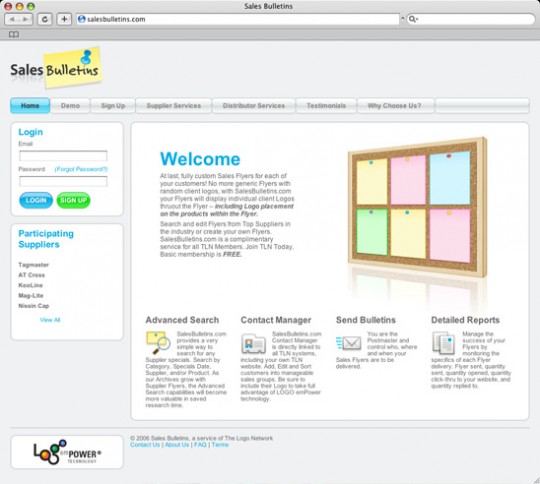 Sales Bulletins
salesbulletins.com
Sales Bulletins
Home Demo Sign Up Supplier Services Distributor Services Testimonials Why Choose Us?
Login
Email
Password (Forgot Password?)
LOGIN SIGN UP
Participating
Suppliers
Tagmaster
AT Cross
KeeLine
Mag-Lite
Nissin Cap
View All
Welcome
At last, fully custom Sales Flyers for each of
your customers! No more generic Flyers with
random client logos, with SalesBulletins.com
your Flyers will display individual client Logos
thruout the Flyer – including Logo placement
on the products within the Flyer.
Search and edit Flyers from Top Suppliers in
the industry or create your own Flyers.
SalesBulletins.com is a complimentary
service for all TLN Members. Join TLN Today,
Basic membership is FREE.
Advanced Search
SalesBulletins.com
provides a very
simple way to
search for any
Supplier specials. Search by
Category, Specials Date,
Supplier, and/or Product. As
our Archives grow with
Supplier Flyers, the Advanced
Search capabilities will become
more valuable in saved
research time.
Contact Manager
SalesBulletins.com
Contact Manager
is directly linked to
all TLN systems,
including your own TLN
website. Add, Edit and Sort
customers into manageable
sales groups. Be sure to
include their Logo to take full
advantage of LOGO emPower
technology.
Send Bulletins
You are the
Postmaster and
control who, where
and when your
Sales Flyers are to be
delivered.
Detailed Reports
Manage the
success of your
Flyers by
monitoring the
specifics of each Flyer
delivery. Flyer sent, quantity
sent, quantity opened, quantity
click-thru to your website, and
quantity replied to.
Logo emPOWER®
TECHNOLOGY
© 2006 Sales Bulletins, a service of The Logo Network
Contact Us | About Us | FAQ | Terms